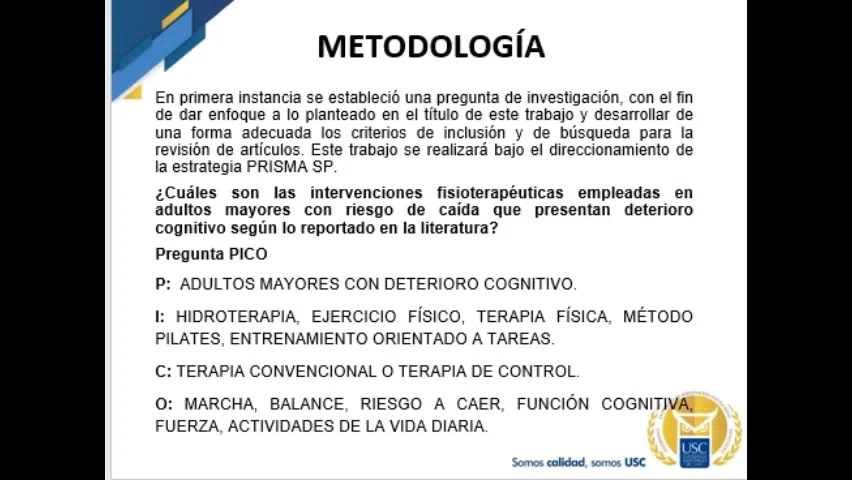 METODOLOGÍA
En primera instancia se estableció una pregunta de investigación, con el fin
de dar enfoque a lo planteado en el título de este trabajo y desarrollar de
una forma adecuada los criterios de inclusión y de búsqueda para la
revisión de artículos. Este trabajo se realizará bajo el direccionamiento de
la estrategia PRISMA SP.
¿Cuáles son las intervenciones fisioterapéuticas empleadas en
adultos mayores con riesgo de caída que presentan deterioro
cognitivo según lo reportado en la literatura?
Pregunta PICO
P: ADULTOS MAYORES CON DETERIORO COGNITIVO.
I: HIDROTERAPIA, EJERCICIO FÍSICO, TERAPIA FÍSICA, MÉTODO
PILATES, ENTRENAMIENTO ORIENTADO A TAREAS.
C: TERAPIA CONVENCIONAL O TERAPIA DE CONTROL.
O: MARCHA, BALANCE, RIESGO A CAER, FUNCIÓN COGNITIVA,
FUERZA, ACTIVIDADES DE LA VIDA DIARIA.
Somos calidad, somos USC
USC